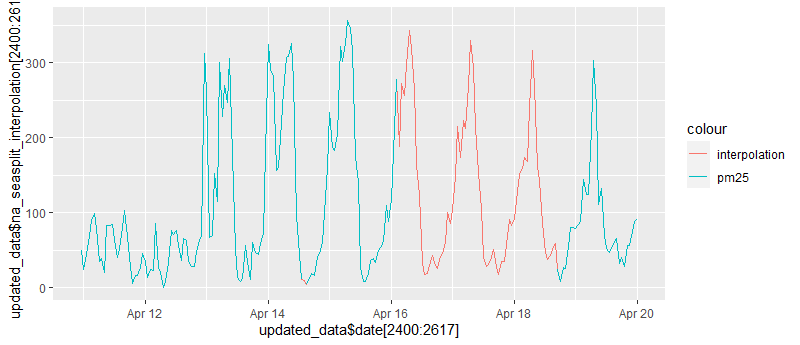 updated_data$na_seasplit_interpolation[2400:261
300
200
100
0
Apr 12
Apr 14
Apr 16
Apr 18
Apr 20
updated_data$date[2400:2617]
colour
interpolation
pm25